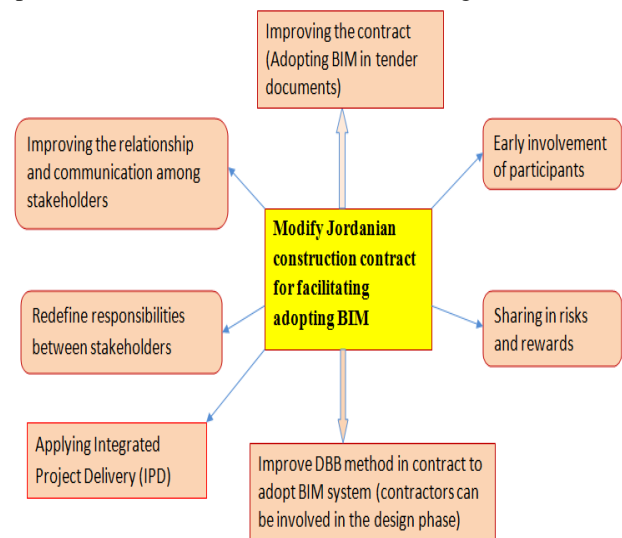 Improving the contract
(Adopting BIM in tender
documents)
Improving the relationship
and communication among
stakeholders
Early involvement
of participants
Modify Jordanian
construction contract
for facilitating
adopting BIM
Redefine responsibilities
between stakeholders
Sharing in risks
and rewards
Applying Integrated
Project Delivery (IPD)
Improve DBB method in contract to
adopt BIM system (contractors can
be involved in the design phase)